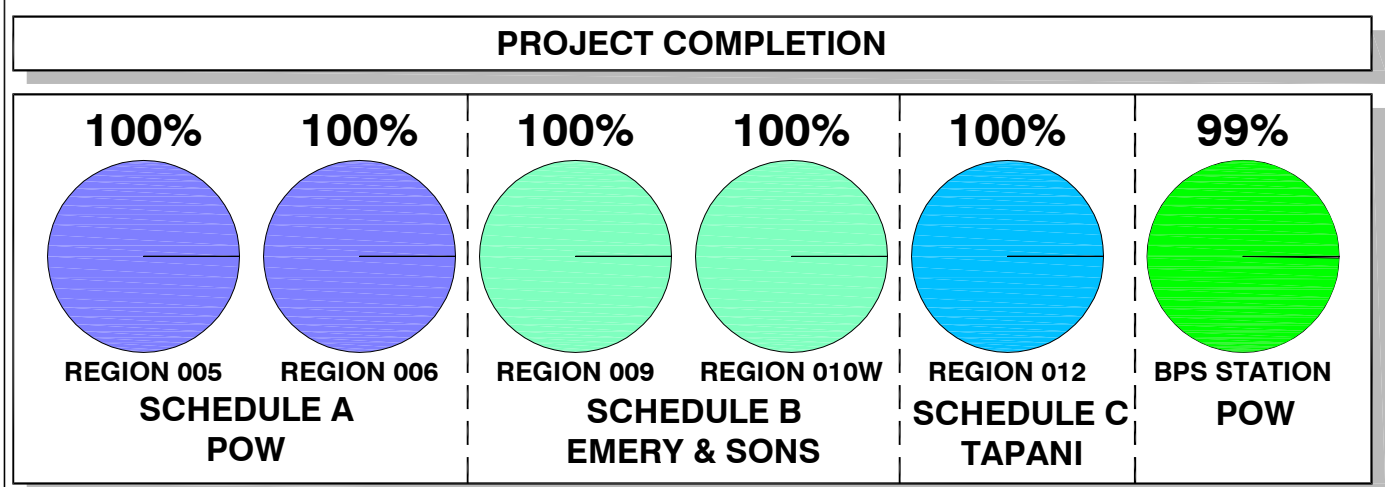 PROJECT COMPLETION
100%
100%
100%
100%
100%
99%
REGION 005
REGION 006
REGION 009
REGION 010W
REGION 012
BPS STATION
SCHEDULE A
POW
SCHEDULE B
EMERY & SONS
SCHEDULE C
TAPANI
POW